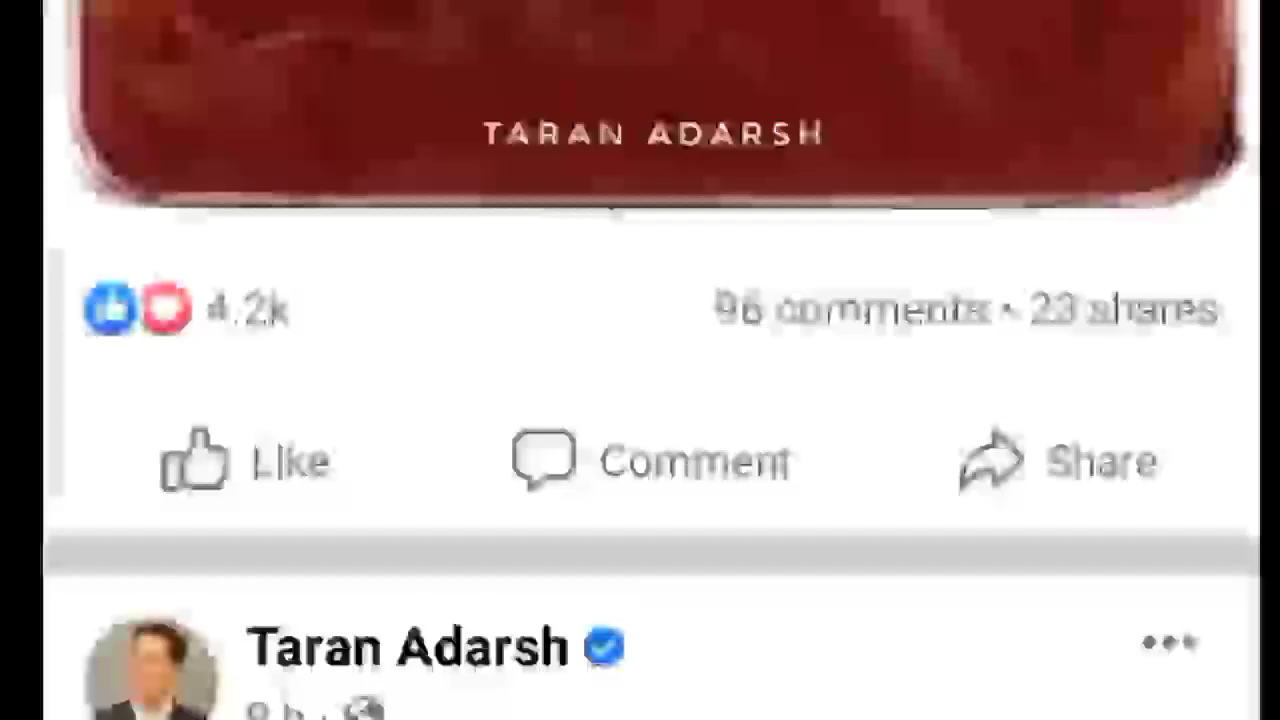 TARAN ADARSH
4.2k
96 comments • 23 shares
Like
Comment
Share
Taran Adarsh